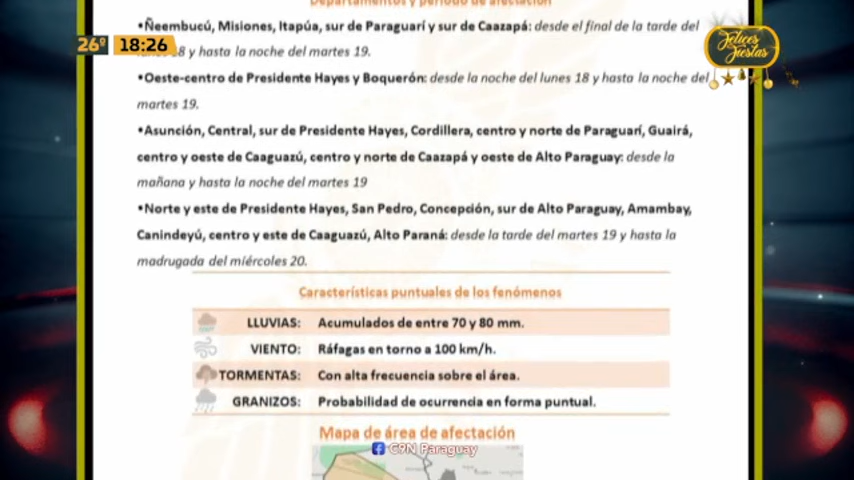 Departamentos y periodo de afectación
•Ñeembucú, Misiones, Itapúa, sur de Paraguarí y sur de Caazapá: desde el final de la tarde del
26º 18:26
8 y hasta la noche del martes 19.
Felices Fiestas
•Oeste-centro de Presidente Hayes y Boquerón: desde la noche del lunes 18 y hasta la noche del
martes 19.
•Asunción, Central, sur de Presidente Hayes, Cordillera, centro y norte de Paraguarí, Guairá,
centro y oeste de Caaguazú, centro y norte de Caazapá y oeste de Alto Paraguay: desde la
mañana y hasta la noche del martes 19
•Norte y este de Presidente Hayes, San Pedro, Concepción, sur de Alto Paraguay, Amambay,
Canindeyú, centro y este de Caaguazú, Alto Paraná: desde la tarde del martes 19 y hasta la
madrugada del miércoles 20.
Características puntuales de los fenómenos
LLUVIAS: Acumulados de entre 70 y 80 mm.
VIENTO: Ráfagas en torno a 100 km/h.
TORMENTAS: Con alta frecuencia sobre el área.
GRANIZOS: Probabilidad de ocurrencia en forma puntual.
Mapa de área de afectación
C9N Paraguay